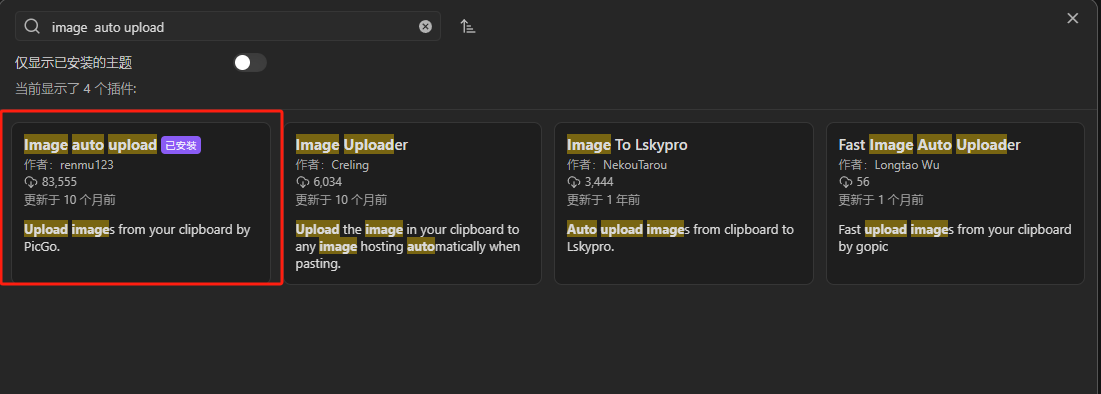 image  auto upload
仅显示已安装的主题
当前显示了 4 个插件:
Image auto upload 已安装
作者：renmu123
83,555
更新于 10 个月前
Upload images from your clipboard by
PicGo.
Image Uploader
作者：Creling
6,034
更新于 10 个月前
Upload the image in your clipboard to
any image hosting automatically when
pasting.
Image To Lskypro
作者：NekouTarou
3,444
更新于 1 年前
Auto upload images from clipboard to
Lskypro.
Fast Image Auto Uploader
作者：Longtao Wu
56
更新于 1 个月前
Fast upload images from your clipboard
by gopic